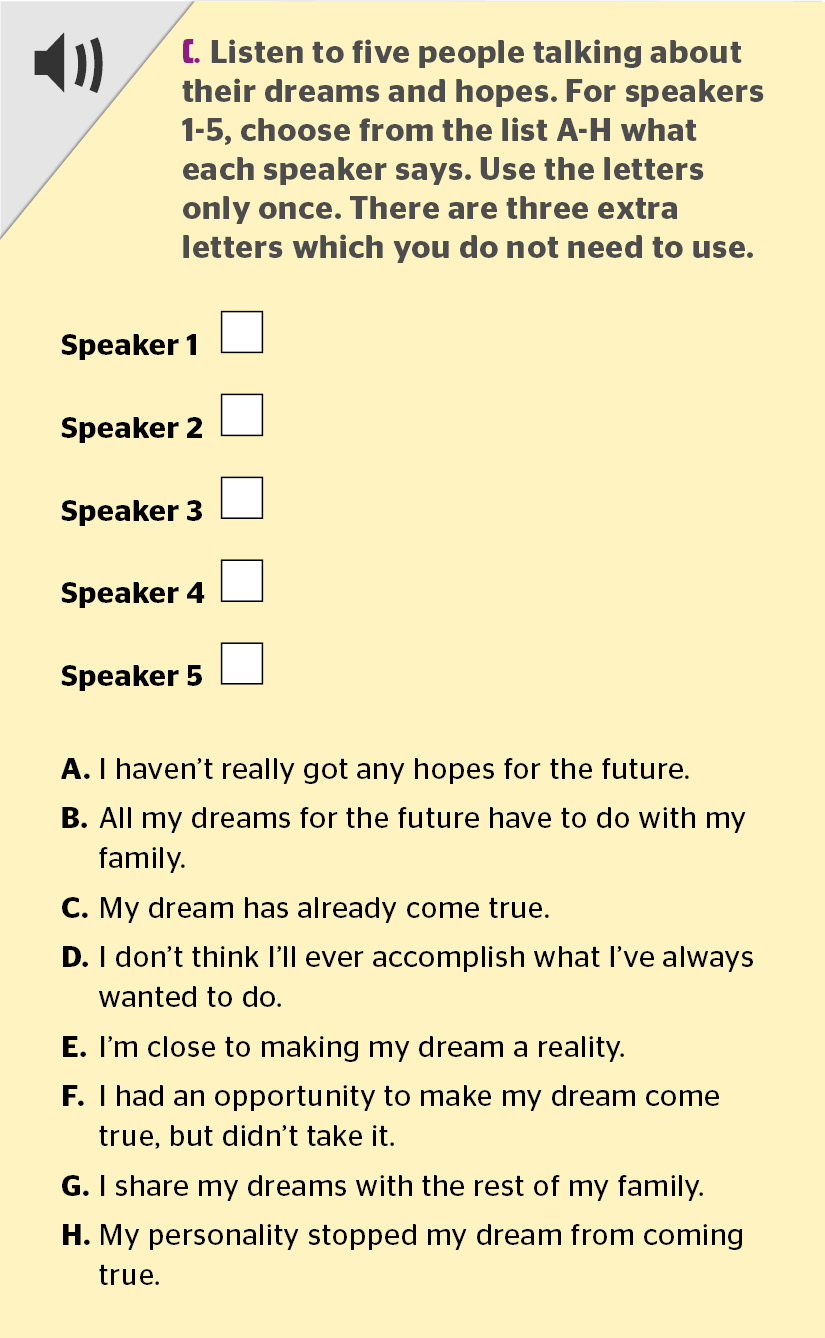 C. Listen to five people talking about
their dreams and hopes. For speakers
1-5, choose from the list A-H what
each speaker says. Use the letters
only once. There are three extra
letters which you do not need to use.
Speaker 1
Speaker 2
Speaker 3
Speaker 4
Speaker 5
A. I haven’t really got any hopes for the future.
B. All my dreams for the future have to do with my
family.
C. My dream has already come true.
D. I don’t think I’ll ever accomplish what I’ve always
wanted to do.
E. I’m close to making my dream a reality.
F. I had an opportunity to make my dream come
true, but didn’t take it.
G. I share my dreams with the rest of my family.
H. My personality stopped my dream from coming
true.